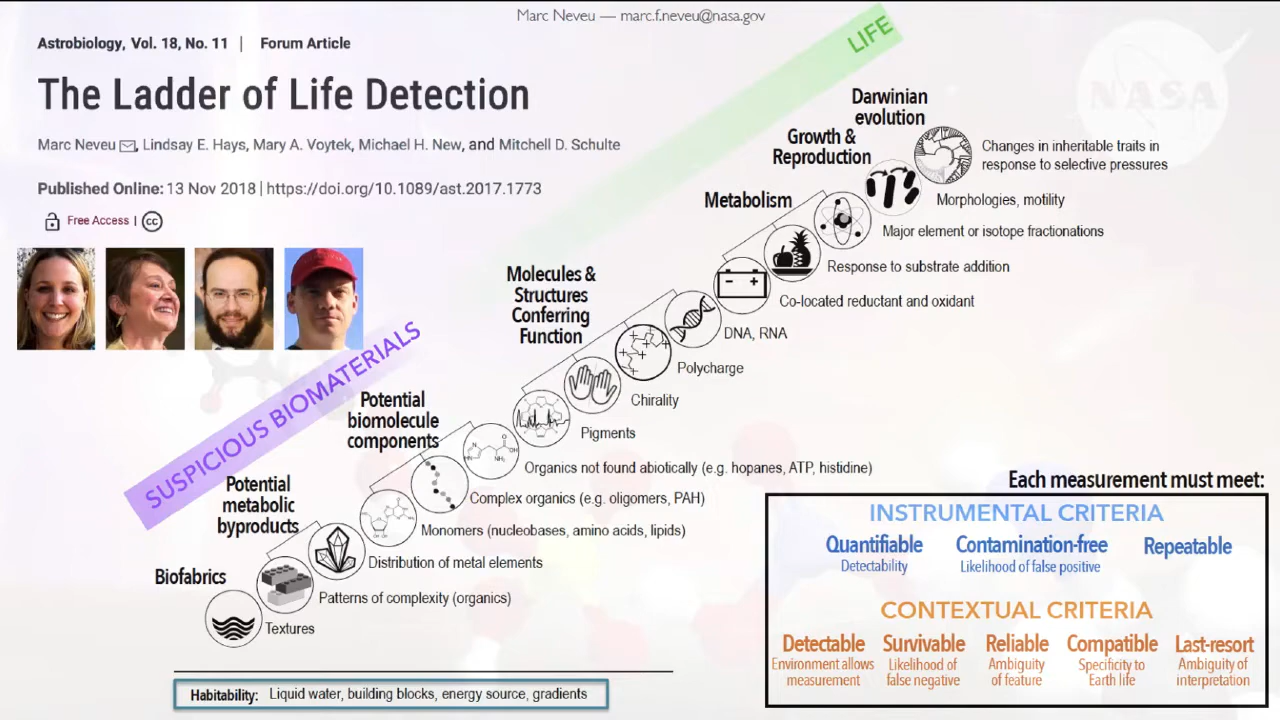 Marc Neveu — marc.f.neveu@nasa.gov
Astrobiology, Vol. 18, No. 11 | Forum Article
The Ladder of Life Detection
Marc Neveu, Lindsay E. Hays, Mary A. Voytek, Michael H. New, and Mitchell D. Schulte
Published Online: 13 Nov 2018 | https://doi.org/10.1089/ast.2017.1773
Free Access | CC
NASA
LIFE
SUSPICIOUS BIOMATERIALS
Darwinian
evolution
Changes in inheritable traits in
response to selective pressures
Growth &
Reproduction
Morphologies, motility
Metabolism
Major element or isotope fractionations
Response to substrate addition
Co-located reductant and oxidant
Molecules &
Structures
Conferring
Function
DNA, RNA
Polycharge
Chirality
Pigments
Potential
biomolecule
components
Organics not found abiotically (e.g. hopanes, ATP, histidine)
Complex organics (e.g. oligomers, PAH)
Monomers (nucleobases, amino acids, lipids)
Potential
metabolic
byproducts
Distribution of metal elements
Patterns of complexity (organics)
Biofabrics
Textures
Habitability: Liquid water, building blocks, energy source, gradients
Each measurement must meet:
INSTRUMENTAL CRITERIA
Quantifiable Contamination-free Repeatable
Detectability Likelihood of false positive
CONTEXTUAL CRITERIA
Detectable Survivable Reliable Compatible Last-resort
Environment allows Likelihood of Ambiguity Specificity to Ambiguity of
measurement false negative of feature Earth life interpretation